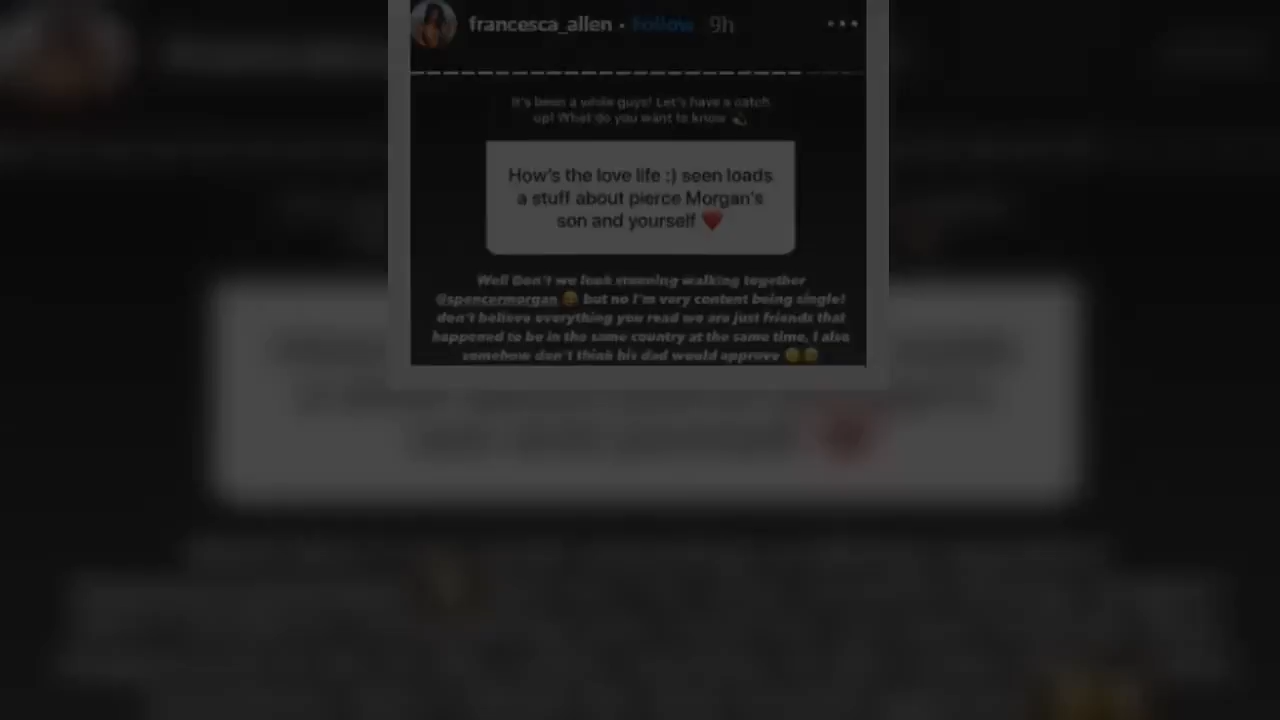 francesca_allen • Follow 9h
It's been a while guys! Let's have a catch
up! What do you want to know
How's the love life :) seen loads
a stuff about pierce Morgan's
son and yourself ❤️
Well Don't we look stunning walking together
@spencermorgan 😂 but no I'm very content being single!
don't believe everything you read we are just friends that
happened to be in the same country at the same time, I also
somehow don't think his dad would approve